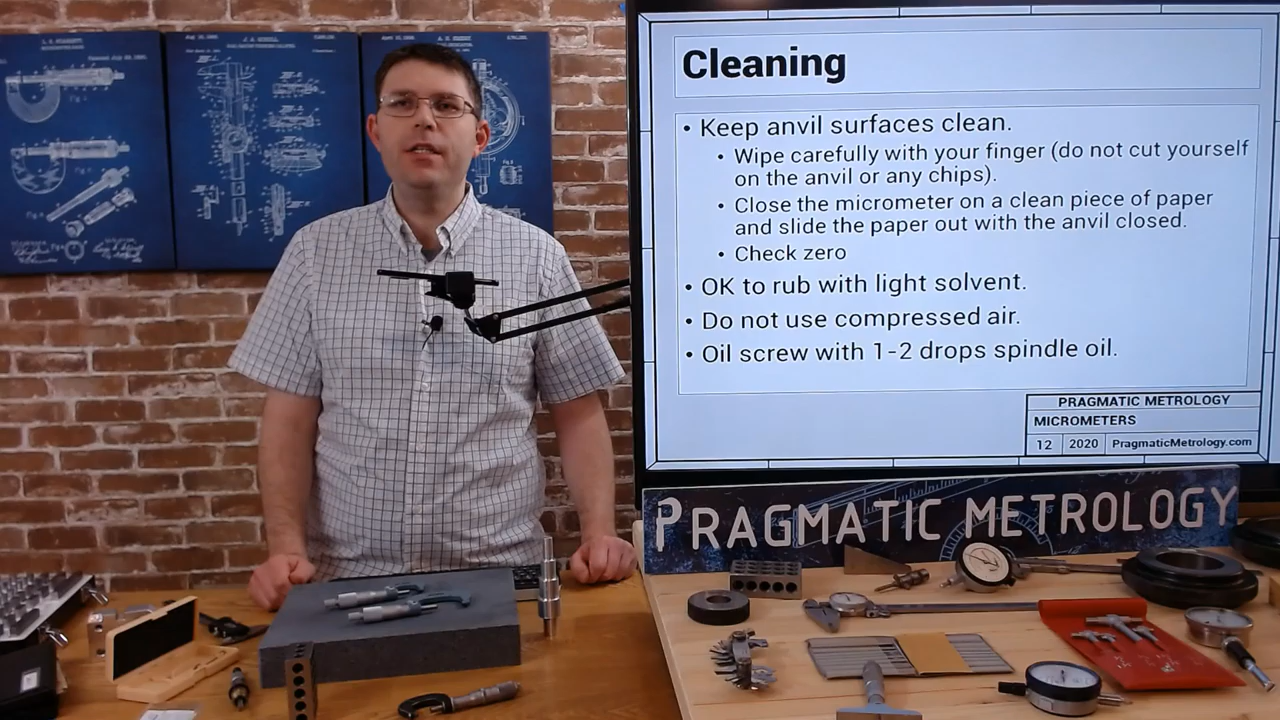 Cleaning
• Keep anvil surfaces clean.
• Wipe carefully with your finger (do not cut yourself
on the anvil or any chips).
• Close the micrometer on a clean piece of paper
and slide the paper out with the anvil closed.
• Check zero
• OK to rub with light solvent.
• Do not use compressed air.
• Oil screw with 1-2 drops spindle oil.
PRAGMATIC METROLOGY
MICROMETERS
12 2020 PragmaticMetrology.com
PRAGMATIC METROLOGY